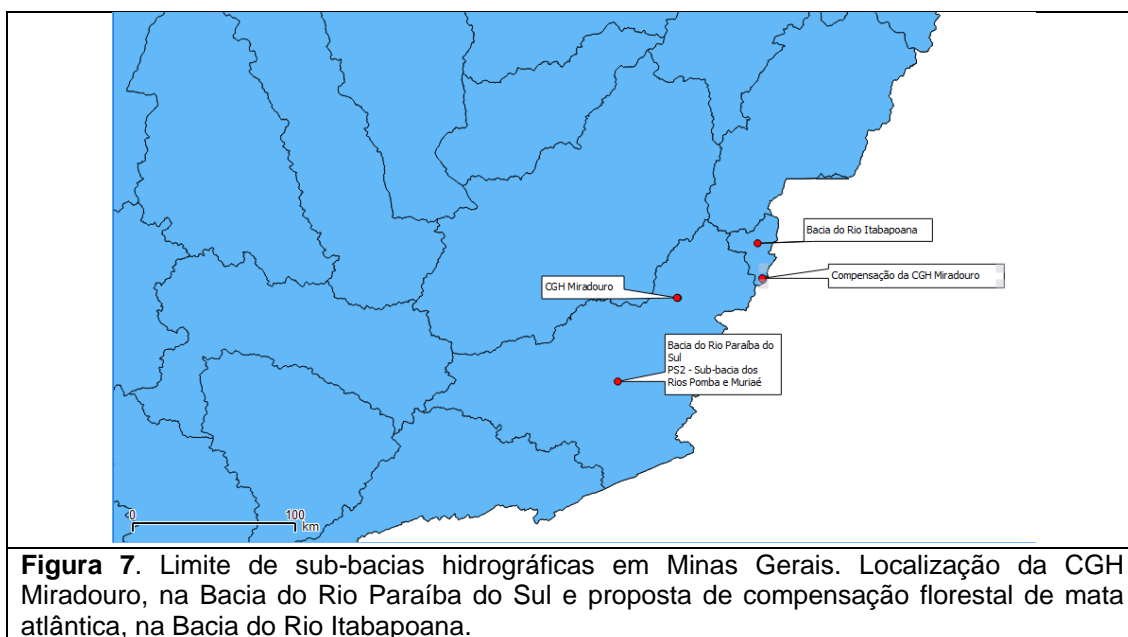 Bacia do Rio Itabapoana
Compensação da CGH Miradouro
CGH Miradouro
Bacia do Rio Paraíba do
Sul
PS2 - Sub-bacia dos
Rios Pomba e Muriaé
0 100
km
Figura 7. Limite de sub-bacias hidrográficas em Minas Gerais. Localização da CGH
Miradouro, na Bacia do Rio Paraíba do Sul e proposta de compensação florestal de mata
atlântica, na Bacia do Rio Itabapoana.